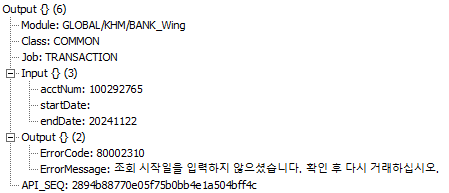 Output {} (6)
Module: GLOBAL/KHM/BANK_Wing
Class: COMMON
Job: TRANSACTION
Input {} (3)
acctNum: 100292765
startDate:
endDate: 20241122
Output {} (2)
ErrorCode: 80002310
ErrorMessage: 조회 시작일을 입력하지 않으셨습니다. 확인 후 다시 거래하십시오.
API_SEQ: 2894b88770e05f75b0bb4e1a504bff4c